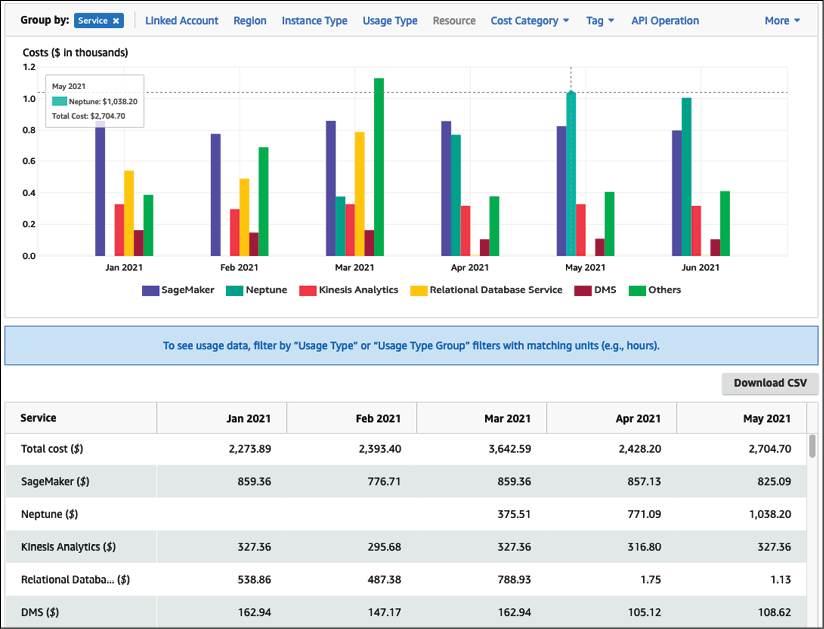 Group by: Service × Linked Account Region Instance Type Usage Type Resource Cost Category Tag API Operation More
Costs ($ in thousands)
1.2
1.0
0.8
0.6
0.4
0.2
0.0
May 2021
Neptune: $1,038.20
Total Cost: $2,704.70
Jan 2021 Feb 2021 Mar 2021 Apr 2021 May 2021 Jun 2021
SageMaker Neptune Kinesis Analytics Relational Database Service DMS Others
To see usage data, filter by "Usage Type" or "Usage Type Group" filters with matching units (e.g., hours).
Download CSV
Service Jan 2021 Feb 2021 Mar 2021 Apr 2021 May 2021
Total cost ($) 2,273.89 2,393.40 3,642.59 2,428.20 2,704.70
SageMaker ($) 859.36 776.71 859.36 857.13 825.09
Neptune ($) 375.51 771.09 1,038.20
Kinesis Analytics ($) 327.36 295.68 327.36 316.80 327.36
Relational Databa... ($) 538.86 487.38 788.93 1.75 1.13
DMS ($) 162.94 147.17 162.94 105.12 108.62